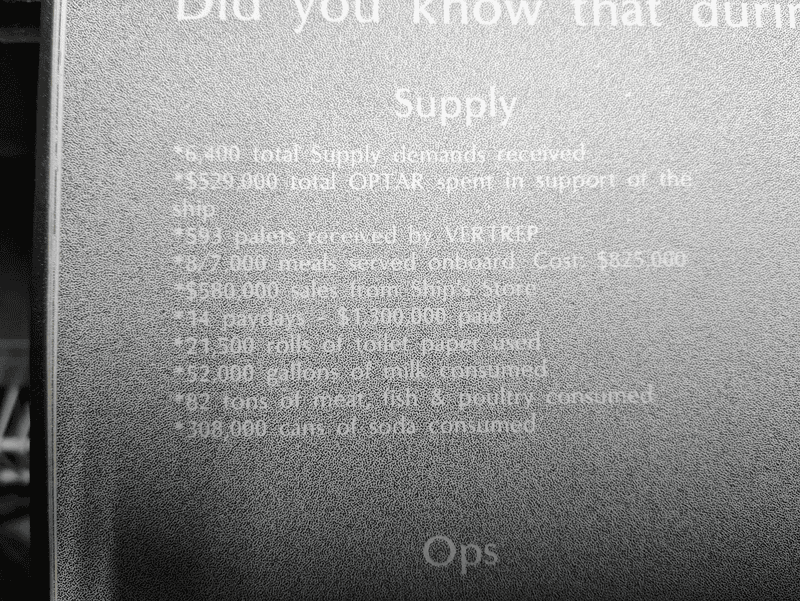 Did you know that durin
Supply
*6,400 total Supply demands received
*$529,000 total OPTAR spent in support of the
ship
*593 palets received by VERTREP
*877,000 meals served onboard Cost: $825,000
*$580,000 sales from Ship's Store
*14 paydays - $1,300,000 paid
*21,500 rolls of toilet paper used
*52,000 gallons of milk consumed
*82 tons of meat, fish & poultry consumed
*308,000 cans of soda consumed
Ops